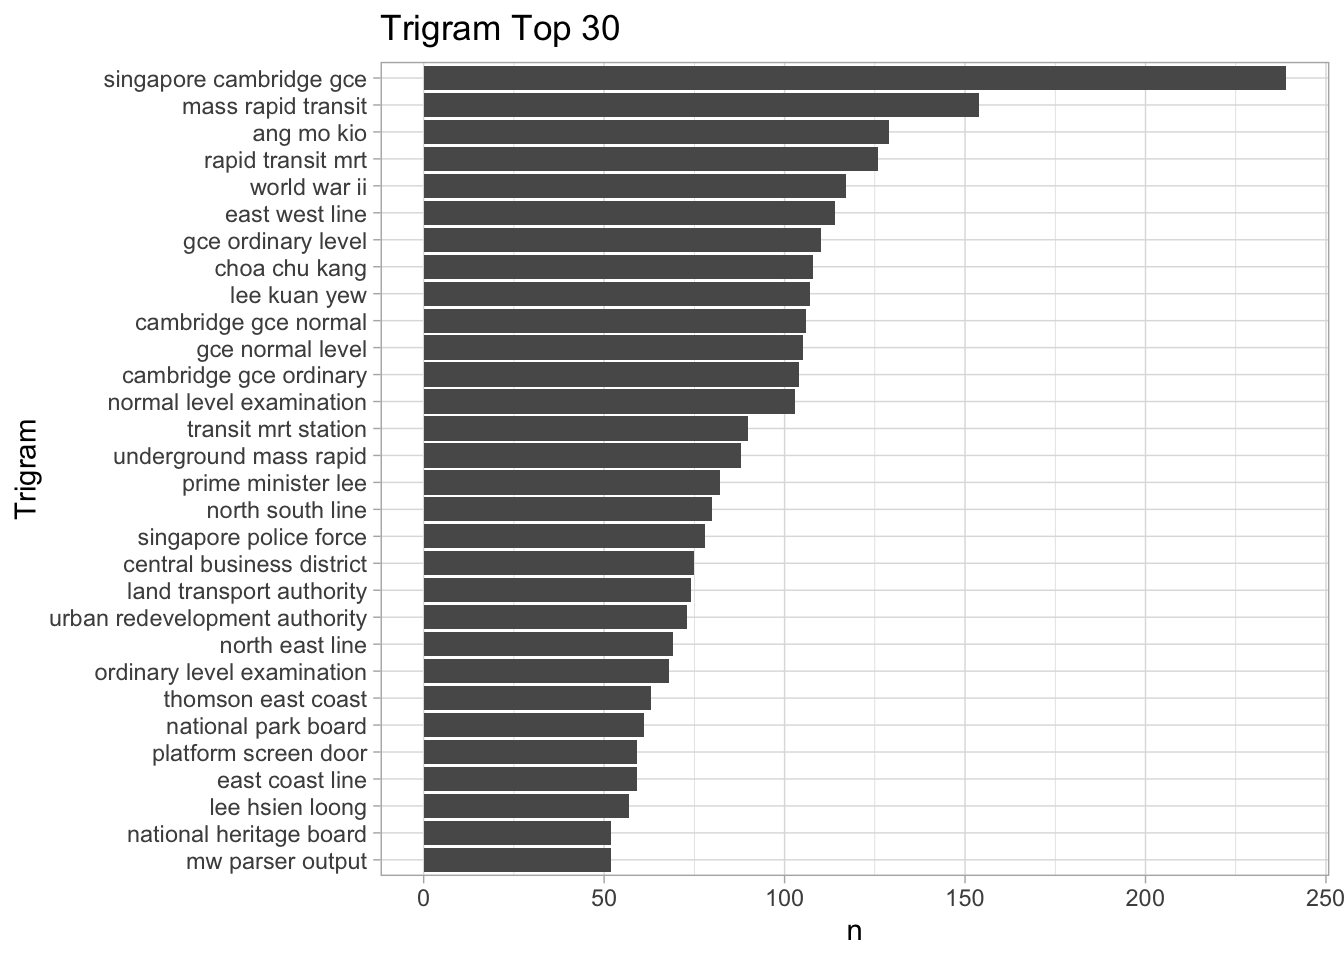 Trigram Top 30
singapore cambridge gce
mass rapid transit
ang mo kio
rapid transit mrt
world war ii
east west line
gce ordinary level
choa chu kang
lee kuan yew
cambridge gce normal
gce normal level
cambridge gce ordinary
normal level examination
transit mrt station
underground mass rapid
prime minister lee
north south line
singapore police force
central business district
land transport authority
urban redevelopment authority
north east line
ordinary level examination
thomson east coast
national park board
platform screen door
east coast line
lee hsien loong
national heritage board
mw parser output
Trigram
0 50 100 150 200 250
n